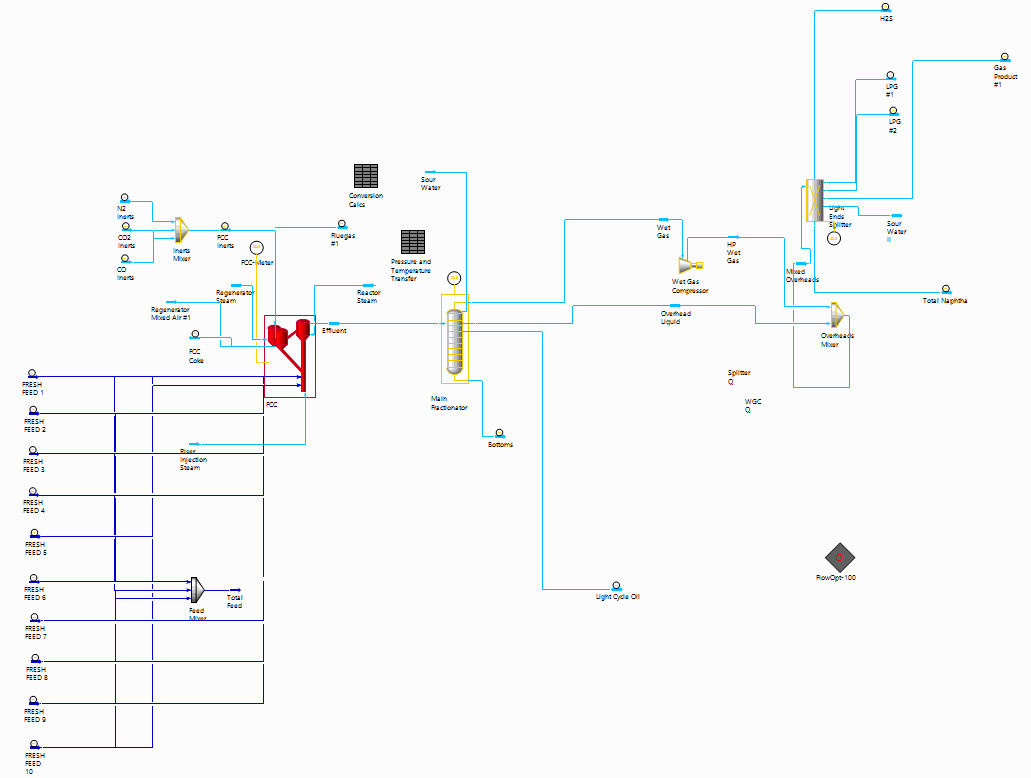 H2S
Gas
Product
#1
LPG
#1
LPG
#2
Conversion
Calcs
Sour
Water
N2
Inerts
CO2
Inerts
CO
Inerts
Inerts
Mixer
FCC
Inerts
Fluegas
#1
FCC-Meter
Pressure and
Temperature
Transfer
Light
Ends
Splitter
Sour
Water
II
Wet
Gas
HP
Wet
Gas
Wet Gas
Compressor
Mixed
Overheads
Total Naphtha
Regenerator
Steam
Reactor
Steam
Regenerator
Mixed Air #1
Effluent
Overhead
Liquid
Overheads
Mixer
FCC
Coke
FCC
Main
Fractionator
Splitter
Q
WGC
Q
Bottoms
Riser
Injection
Steam
FRESH
FEED 1
FRESH
FEED 2
FRESH
FEED 3
FRESH
FEED 4
FRESH
FEED 5
FRESH
FEED 6
FRESH
FEED 7
FRESH
FEED 8
FRESH
FEED 9
FRESH
FEED
10
Feed
Mixer
Total
Feed
Light Cycle Oil
FlowOpt-100